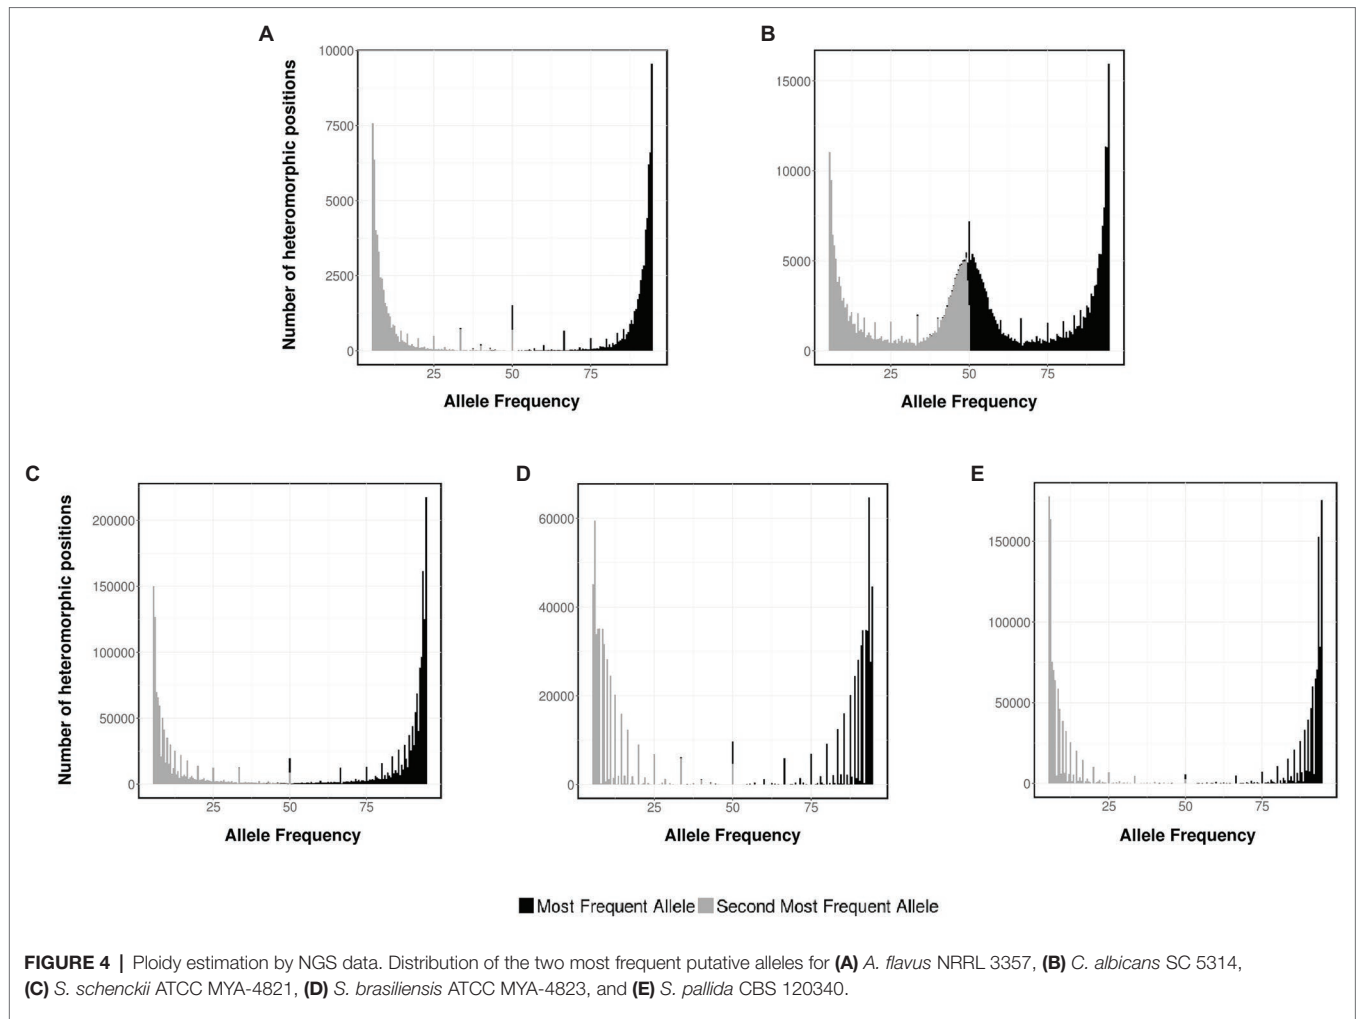 A
B
Number of heteromorphic positions
10000
7500
5000
2500
0
25 50 75
Allele Frequency
15000
10000
5000
0
25 50 75
Allele Frequency
C
D
E
Number of heteromorphic positions
200000
150000
100000
50000
0
25 50 75
Allele Frequency
60000
40000
20000
0
25 50 75
Allele Frequency
150000
100000
50000
0
25 50 75
Allele Frequency
Most Frequent Allele Second Most Frequent Allele
FIGURE 4 | Ploidy estimation by NGS data. Distribution of the two most frequent putative alleles for (A) A. flavus NRRL 3357, (B) C. albicans SC 5314,
(C) S. schenckii ATCC MYA-4821, (D) S. brasiliensis ATCC MYA-4823, and (E) S. pallida CBS 120340.